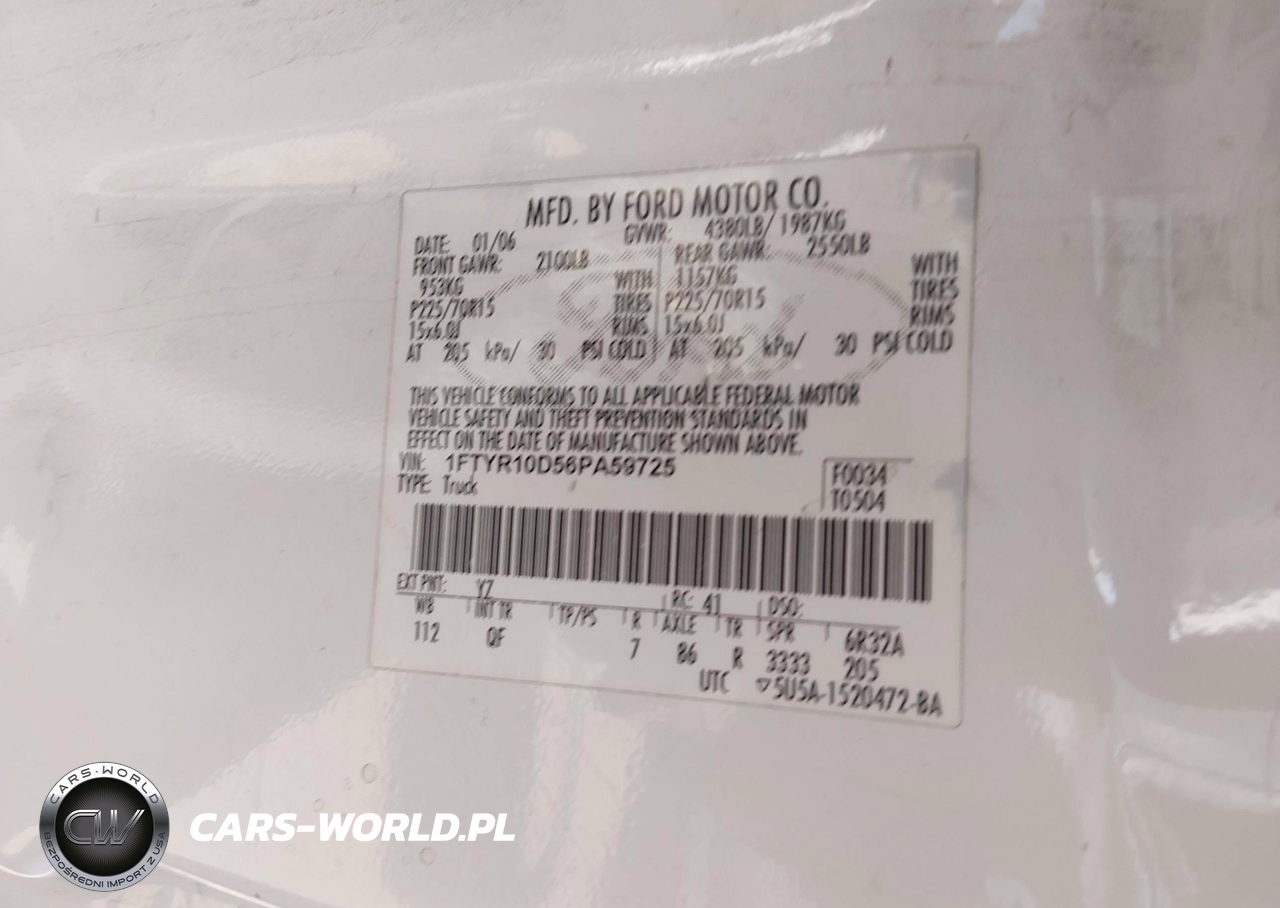 MFD. BY FORD MOTOR CO.
DATE: 01/06 GVWR: 4380LB/ 1987KG
FRONT GAWR: 2100LB REAR GAWR: 2550LB
953KG WITH 1157KG WITH
P225/70R15 TIRES P225/70R15 TIRES
15x6.0J RIMS 15x6.0J RIMS
AT 205 kPa/ 30 PSI COLD AT 205 kPa/ 30 PSI COLD
THIS VEHICLE CONFORMS TO ALL APPLICABLE FEDERAL MOTOR
VEHICLE SAFETY AND THEFT PREVENTION STANDARDS IN
EFFECT ON THE DATE OF MANUFACTURE SHOWN ABOVE.
VIN: 1FTYR10D56PA59725 F0034
TYPE: Truck T0504
EXT PNT: YZ RC: 41 DSO:
WB INT TR TP/PS R AXLE TR SPR 6R32A
112 QF 7 86 R 3333 205
UTC ▽5U5A-1520472-BA
CARS-WORLD
CW
BEZPOŚREDNI IMPORT Z USA
CARS-WORLD.PL